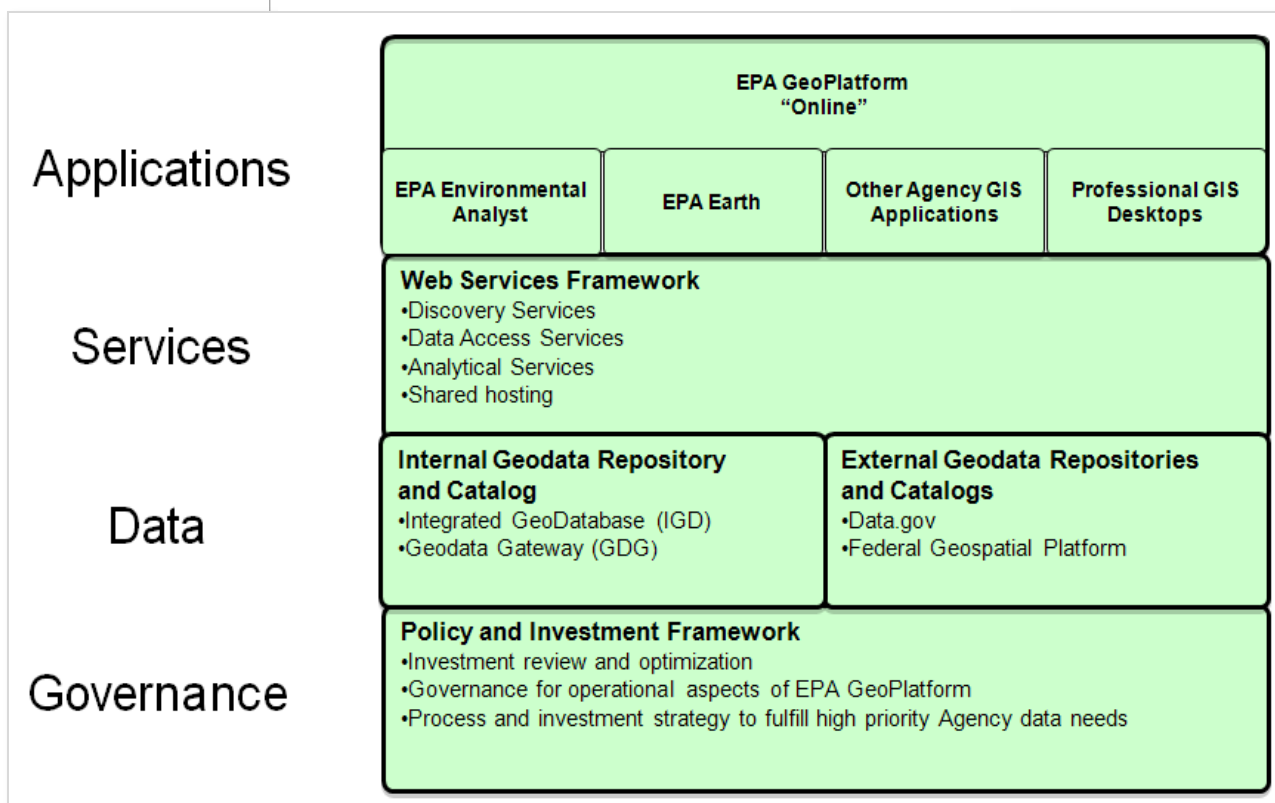 EPA GeoPlatform
“Online”
Applications
EPA Environmental
Analyst
EPA Earth
Other Agency GIS
Applications
Professional GIS
Desktops
Services
Web Services Framework
•Discovery Services
•Data Access Services
•Analytical Services
•Shared hosting
Data
Internal Geodata Repository
and Catalog
•Integrated GeoDatabase (IGD)
•Geodata Gateway (GDG)
External Geodata Repositories
and Catalogs
•Data.gov
•Federal Geospatial Platform
Governance
Policy and Investment Framework
•Investment review and optimization
•Governance for operational aspects of EPA GeoPlatform
•Process and investment strategy to fulfill high priority Agency data needs